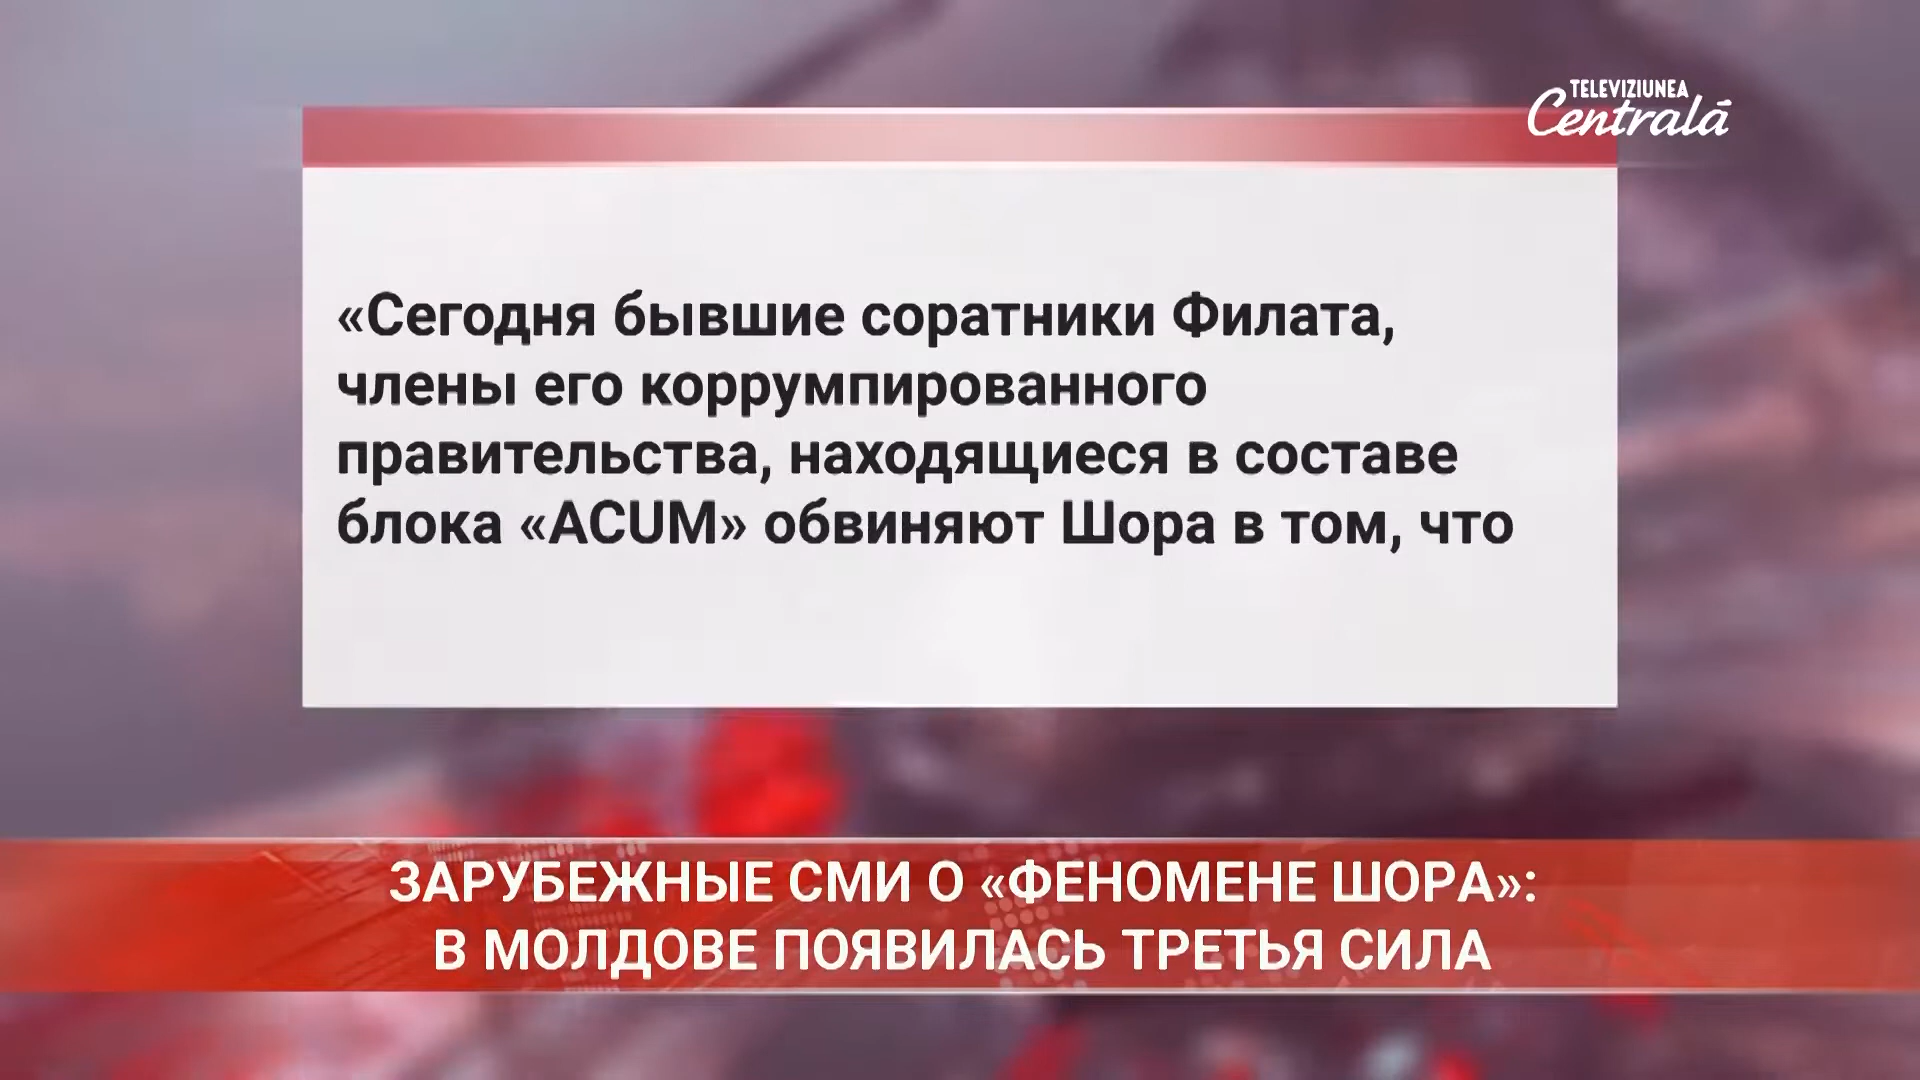 TELEVIZIUNEA
Centrală
«Сегодня бывшие соратники Филата,
члены его коррумпированного
правительства, находящиеся в составе
блока «ACUM» обвиняют Шора в том, что
ЗАРУБЕЖНЫЕ СМИ О «ФЕНОМЕНЕ ШОРА»:
В МОЛДОВЕ ПОЯВИЛАСЬ ТРЕТЬЯ СИЛА